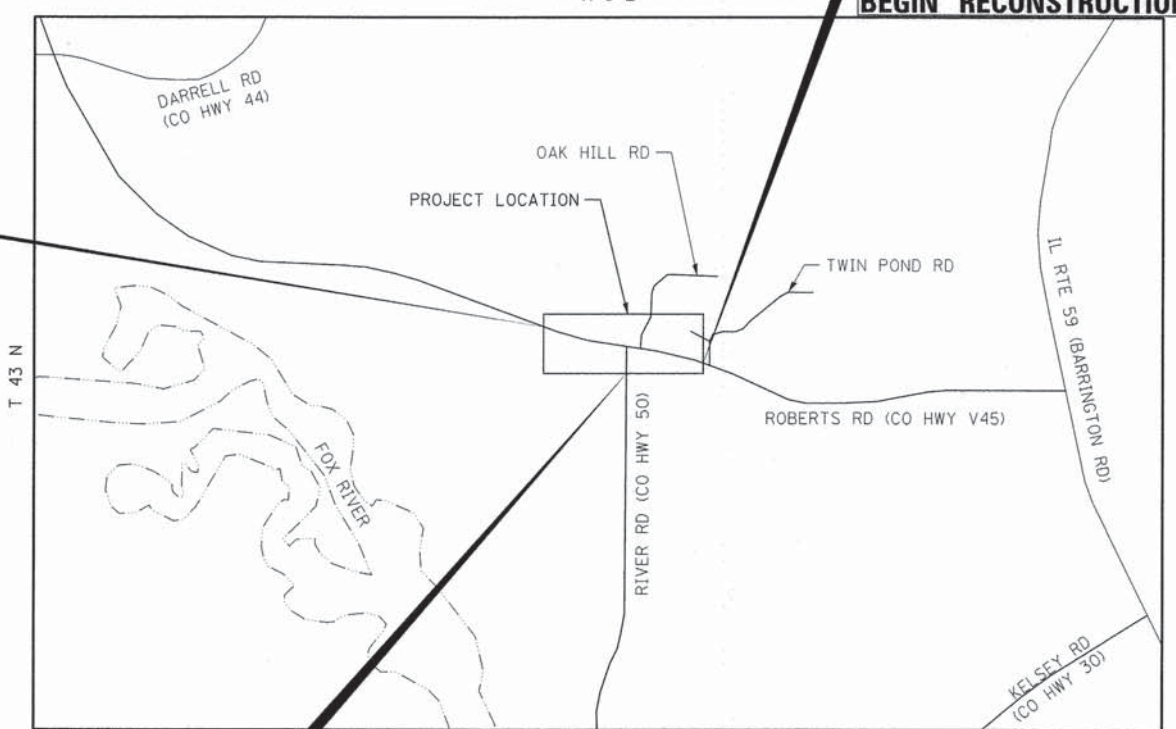 BEGIN RECONSTRUCTION
DARRELL RD
(CO HWY 44)
OAK HILL RD
PROJECT LOCATION
TWIN POND RD
IL RTE 59 (BARRINGTON RD)
T 43 N
ROBERTS RD (CO HWY V45)
FOX RIVER
RIVER RD (CO HWY 50)
KELSEY RD
(CO HWY 30)